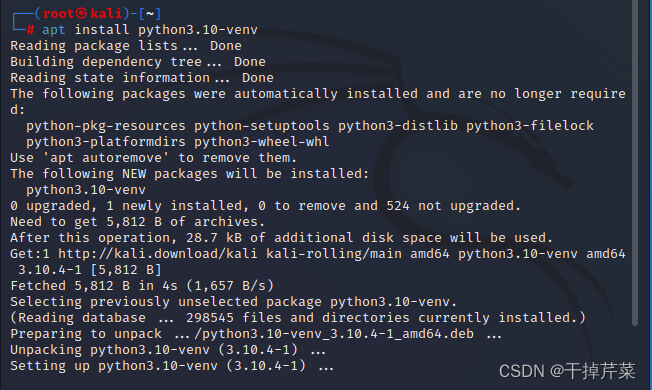 ┌──(root㉿kali)-[~]
└─# apt install python3.10-venv
Reading package lists... Done
Building dependency tree... Done
Reading state information... Done
The following packages were automatically installed and are no longer require
d:
  python-pkg-resources python-setuptools python3-distlib python3-filelock
  python3-platformdirs python3-wheel-whl
Use 'apt autoremove' to remove them.
The following NEW packages will be installed:
  python3.10-venv
0 upgraded, 1 newly installed, 0 to remove and 524 not upgraded.
Need to get 5,812 B of archives.
After this operation, 28.7 kB of additional disk space will be used.
Get:1 http://kali.download/kali kali-rolling/main amd64 python3.10-venv amd64
 3.10.4-1 [5,812 B]
Fetched 5,812 B in 4s (1,657 B/s)
Selecting previously unselected package python3.10-venv.
(Reading database ... 298545 files and directories currently installed.)
Preparing to unpack .../python3.10-venv_3.10.4-1_amd64.deb ...
Unpacking python3.10-venv (3.10.4-1) ...
Setting up python3.10-venv (3.10.4-1) ...
CSDN @干掉芹菜